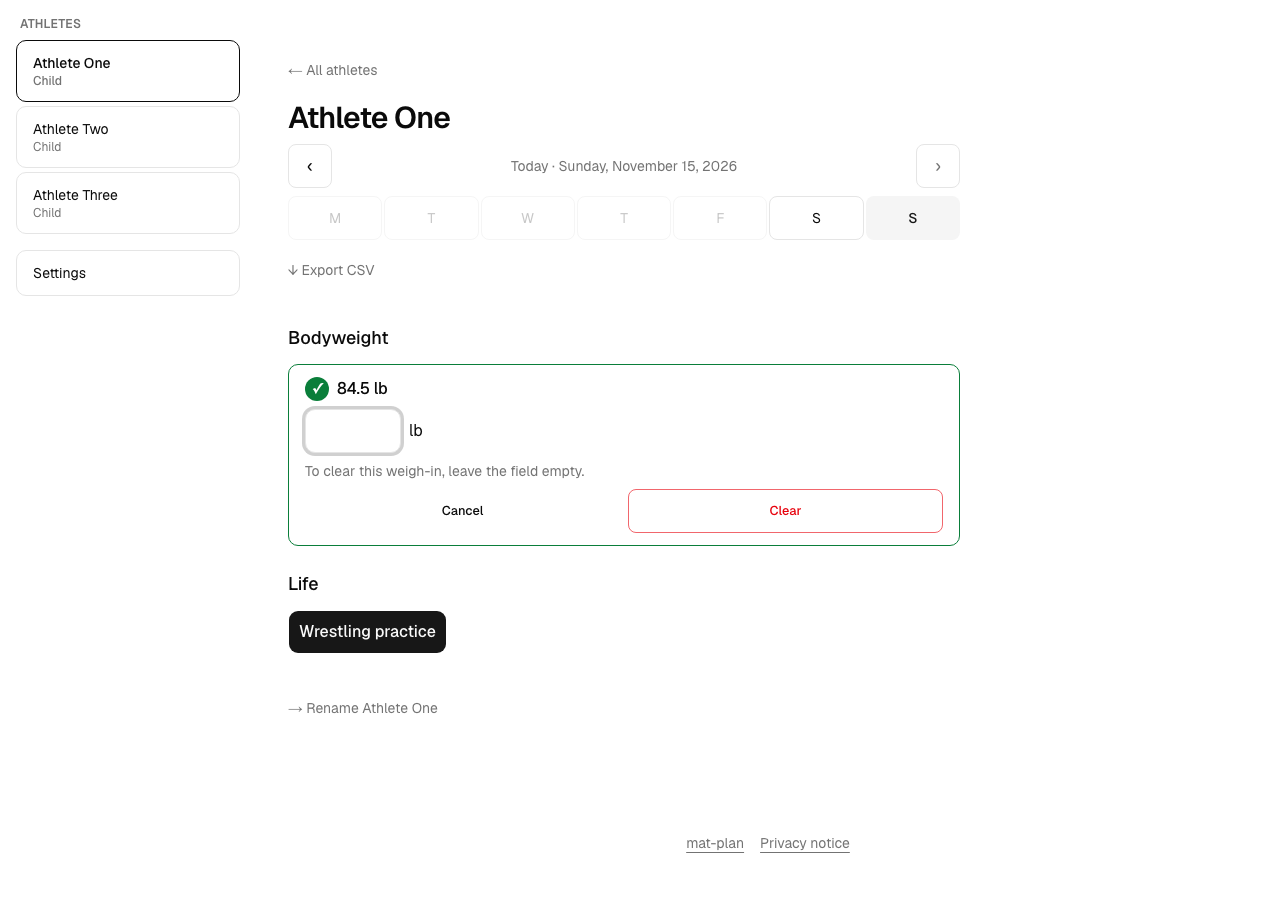 ATHLETES
Athlete One
Child
Athlete Two
Child
Athlete Three
Child
Settings
← All athletes
Athlete One
‹ Today · Sunday, November 15, 2026 ›
M T W T F S S
↓ Export CSV
Bodyweight
✓ 84.5 lb
lb
To clear this weigh-in, leave the field empty.
Cancel Clear
Life
Wrestling practice
→ Rename Athlete One
mat-plan Privacy notice